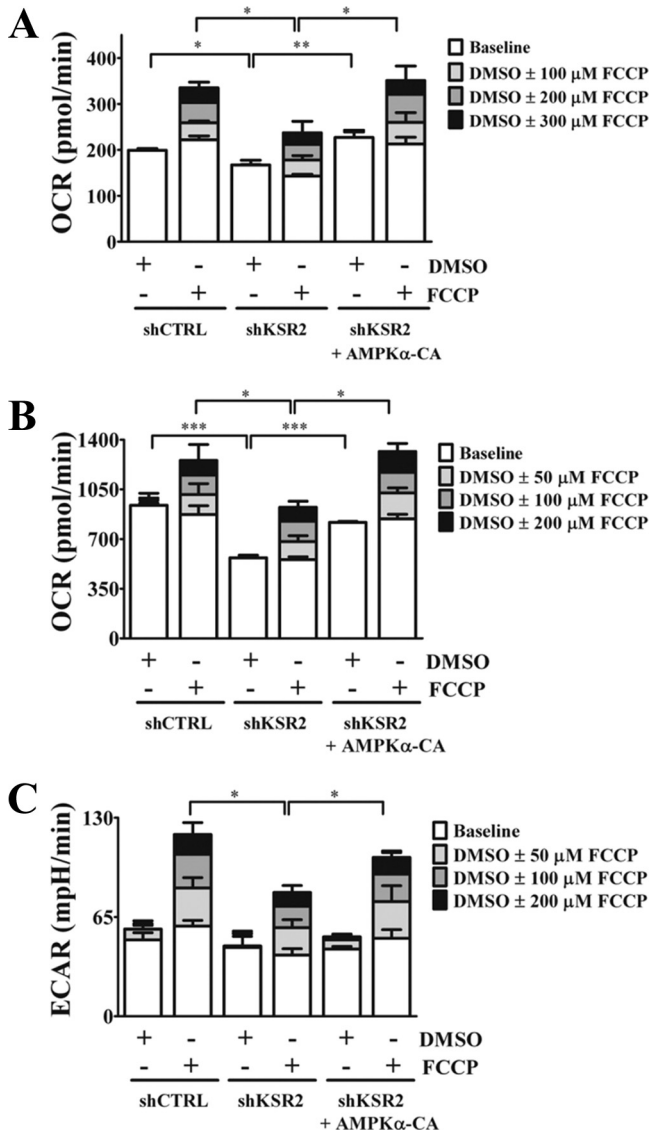 A
* *
* **
OCR (pmol/min)
400
300
200
100
0
Baseline
DMSO ± 100 µM FCCP
DMSO ± 200 µM FCCP
DMSO ± 300 µM FCCP
+ - + - + - DMSO
- + - + - + FCCP
shCTRL shKSR2 shKSR2
+ AMPKα-CA
B
* *
*** ***
OCR (pmol/min)
1400
1050
700
350
0
Baseline
DMSO ± 50 µM FCCP
DMSO ± 100 µM FCCP
DMSO ± 200 µM FCCP
+ - + - + - DMSO
- + - + - + FCCP
shCTRL shKSR2 shKSR2
+ AMPKα-CA
C
* *
ECAR (mpH/min)
130
65
0
Baseline
DMSO ± 50 µM FCCP
DMSO ± 100 µM FCCP
DMSO ± 200 µM FCCP
+ - + - + - DMSO
- + - + - + FCCP
shCTRL shKSR2 shKSR2
+ AMPKα-CA